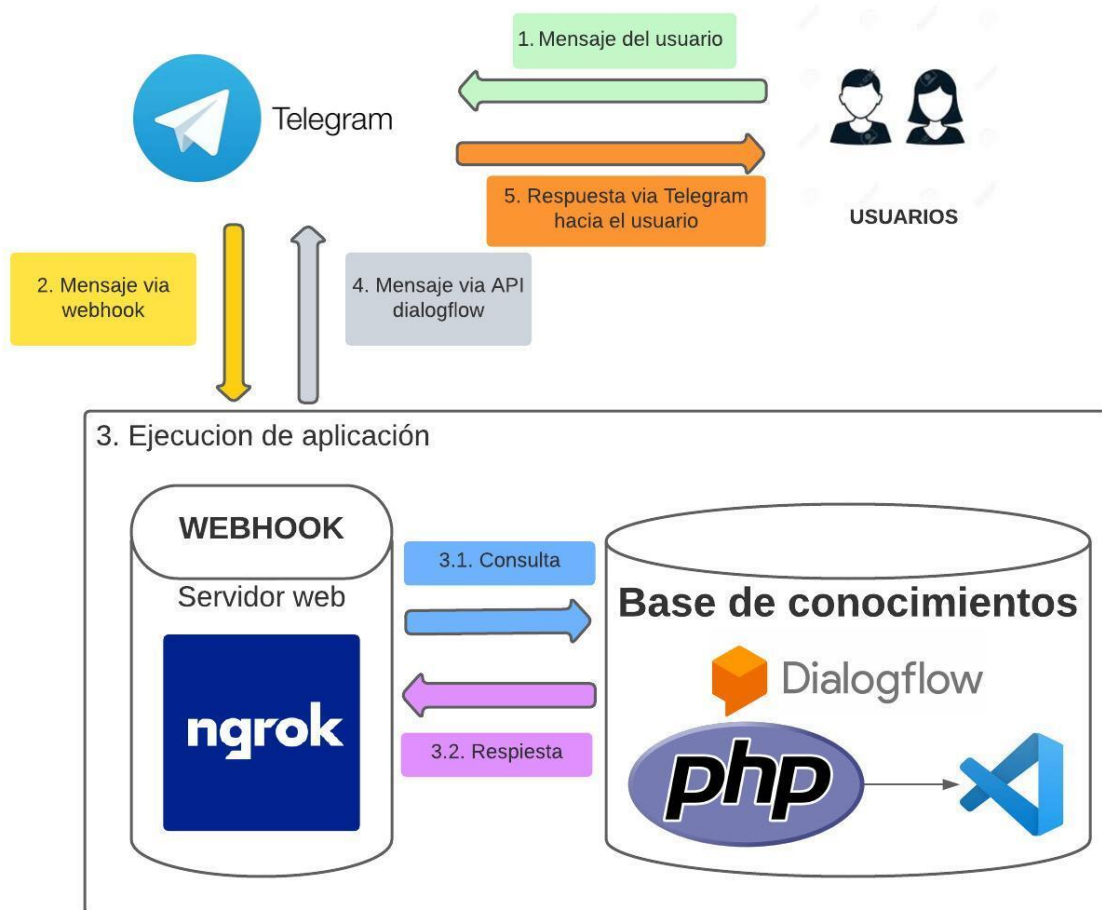 1. Mensaje del usuario
Telegram
5. Respuesta via Telegram
hacia el usuario
USUARIOS
2. Mensaje via
webhook
4. Mensaje via API
dialogflow
3. Ejecucion de aplicación
WEBHOOK
Servidor web
ngrok
3.1. Consulta
3.2. Respiesta
Base de conocimientos
Dialogflow
php